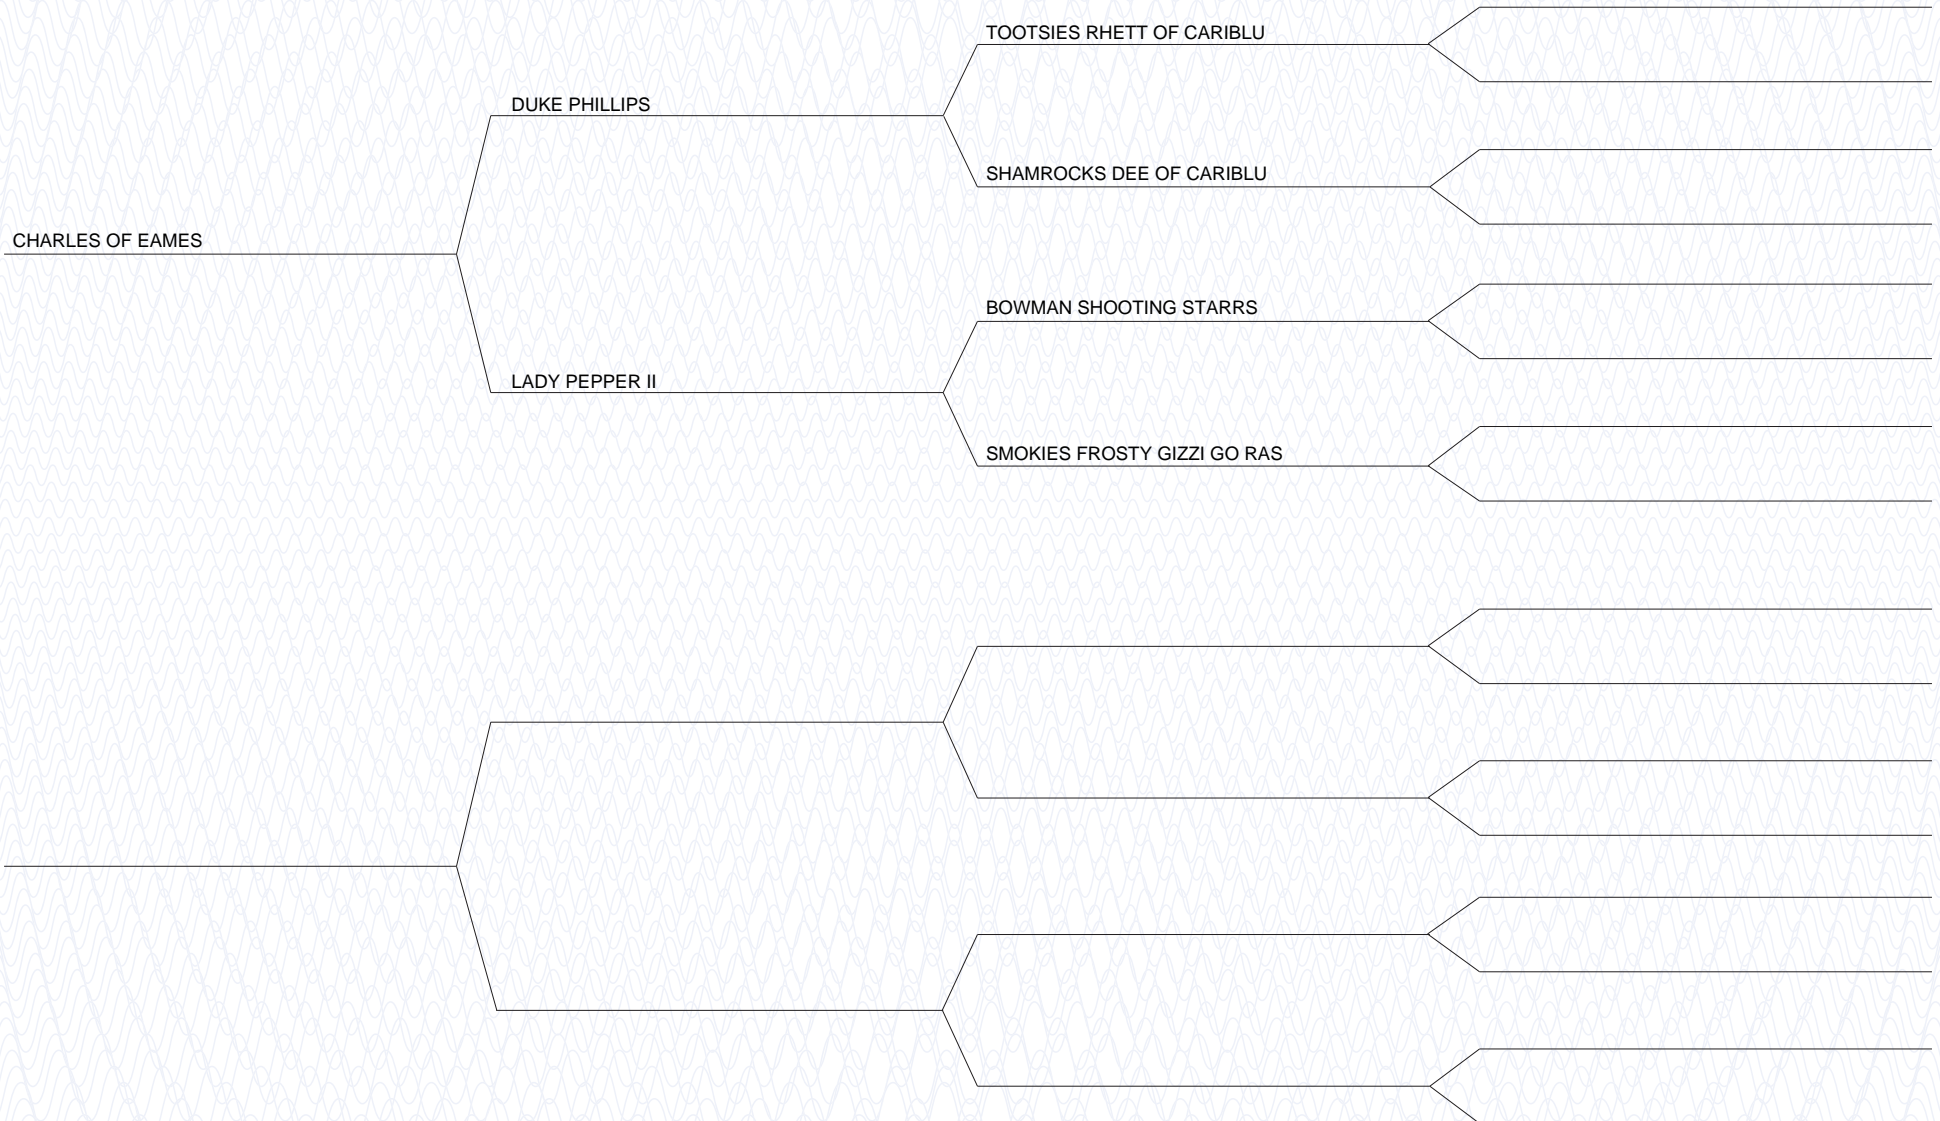 TOOTSIES RHETT OF CARIBLU
DUKE PHILLIPS
SHAMROCKS DEE OF CARIBLU
CHARLES OF EAMES
BOWMAN SHOOTING STARRS
LADY PEPPER II
SMOKIES FROSTY GIZZI GO RAS